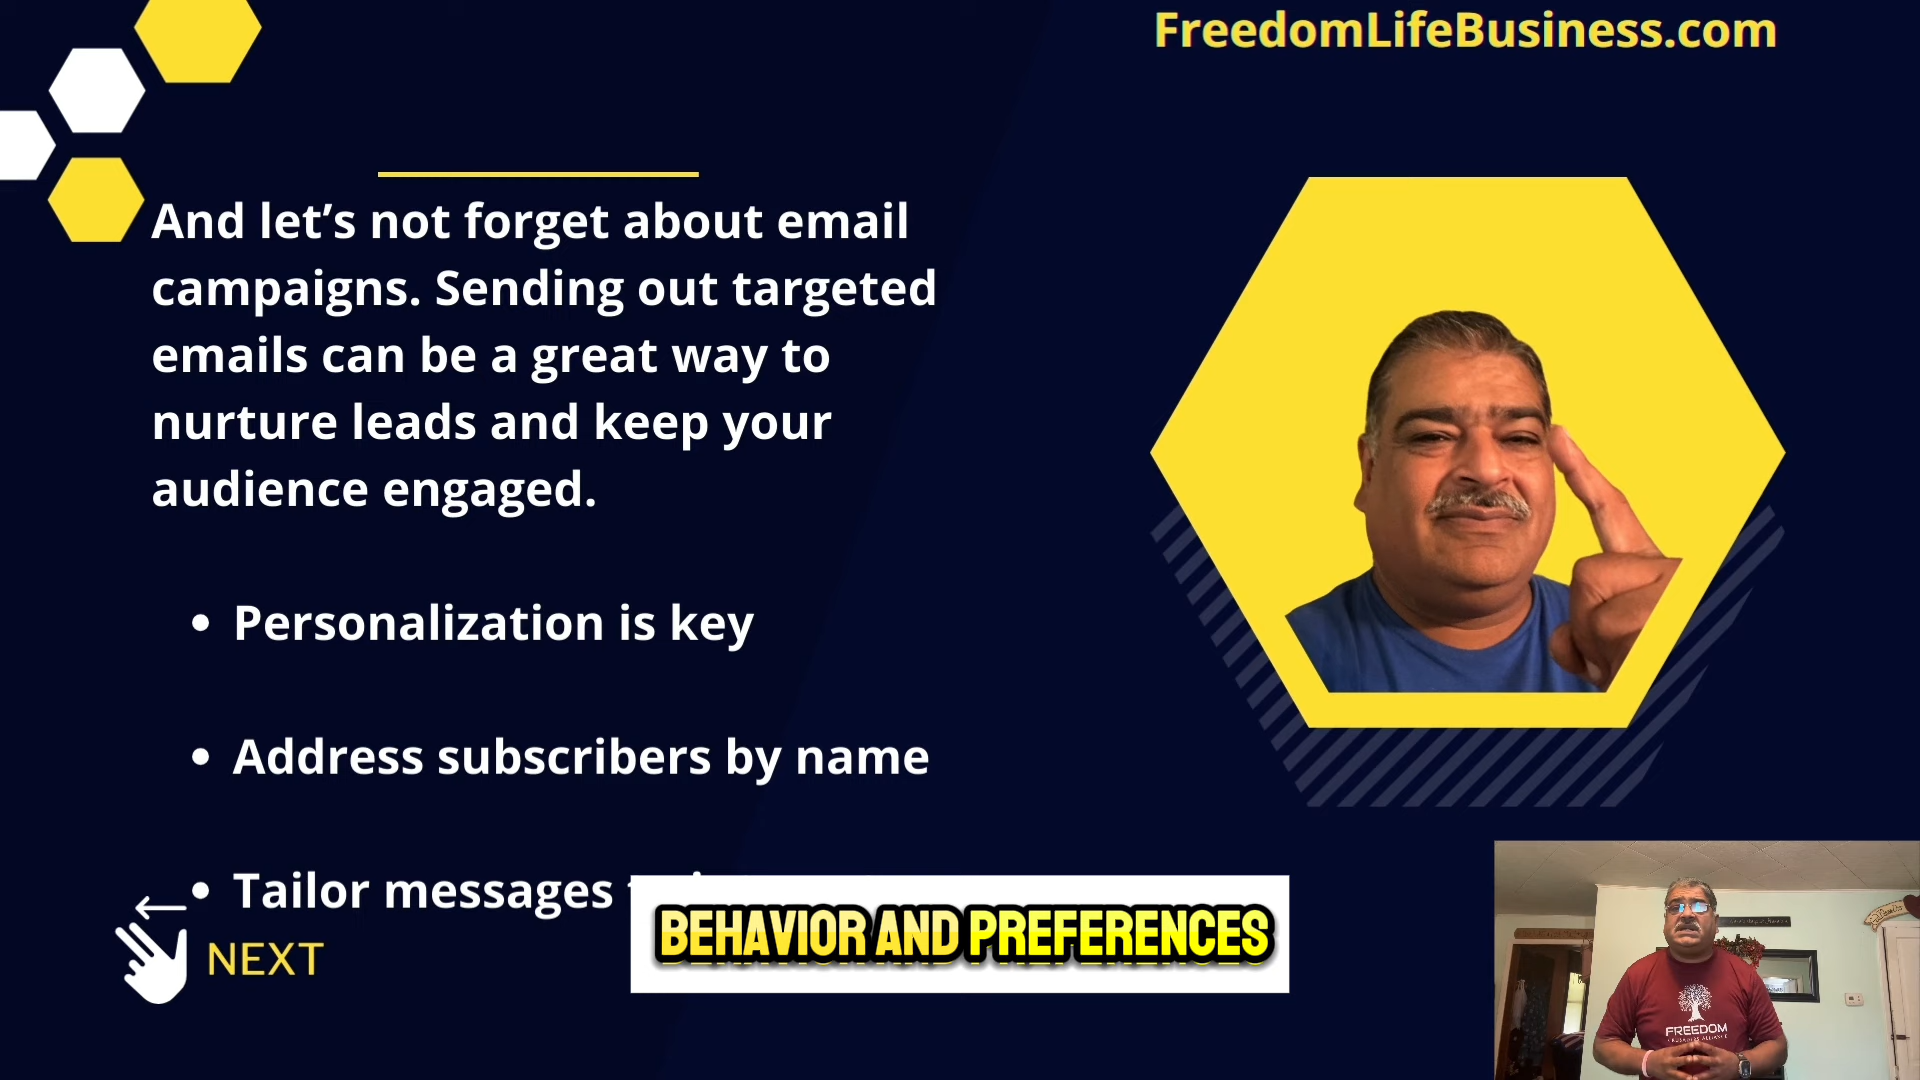 FreedomLifeBusiness.com
And let’s not forget about email
campaigns. Sending out targeted
emails can be a great way to
nurture leads and keep your
audience engaged.
• Personalization is key
• Address subscribers by name
• Tailor messages
NEXT
BEHAVIOR AND PREFERENCES
FREEDOM